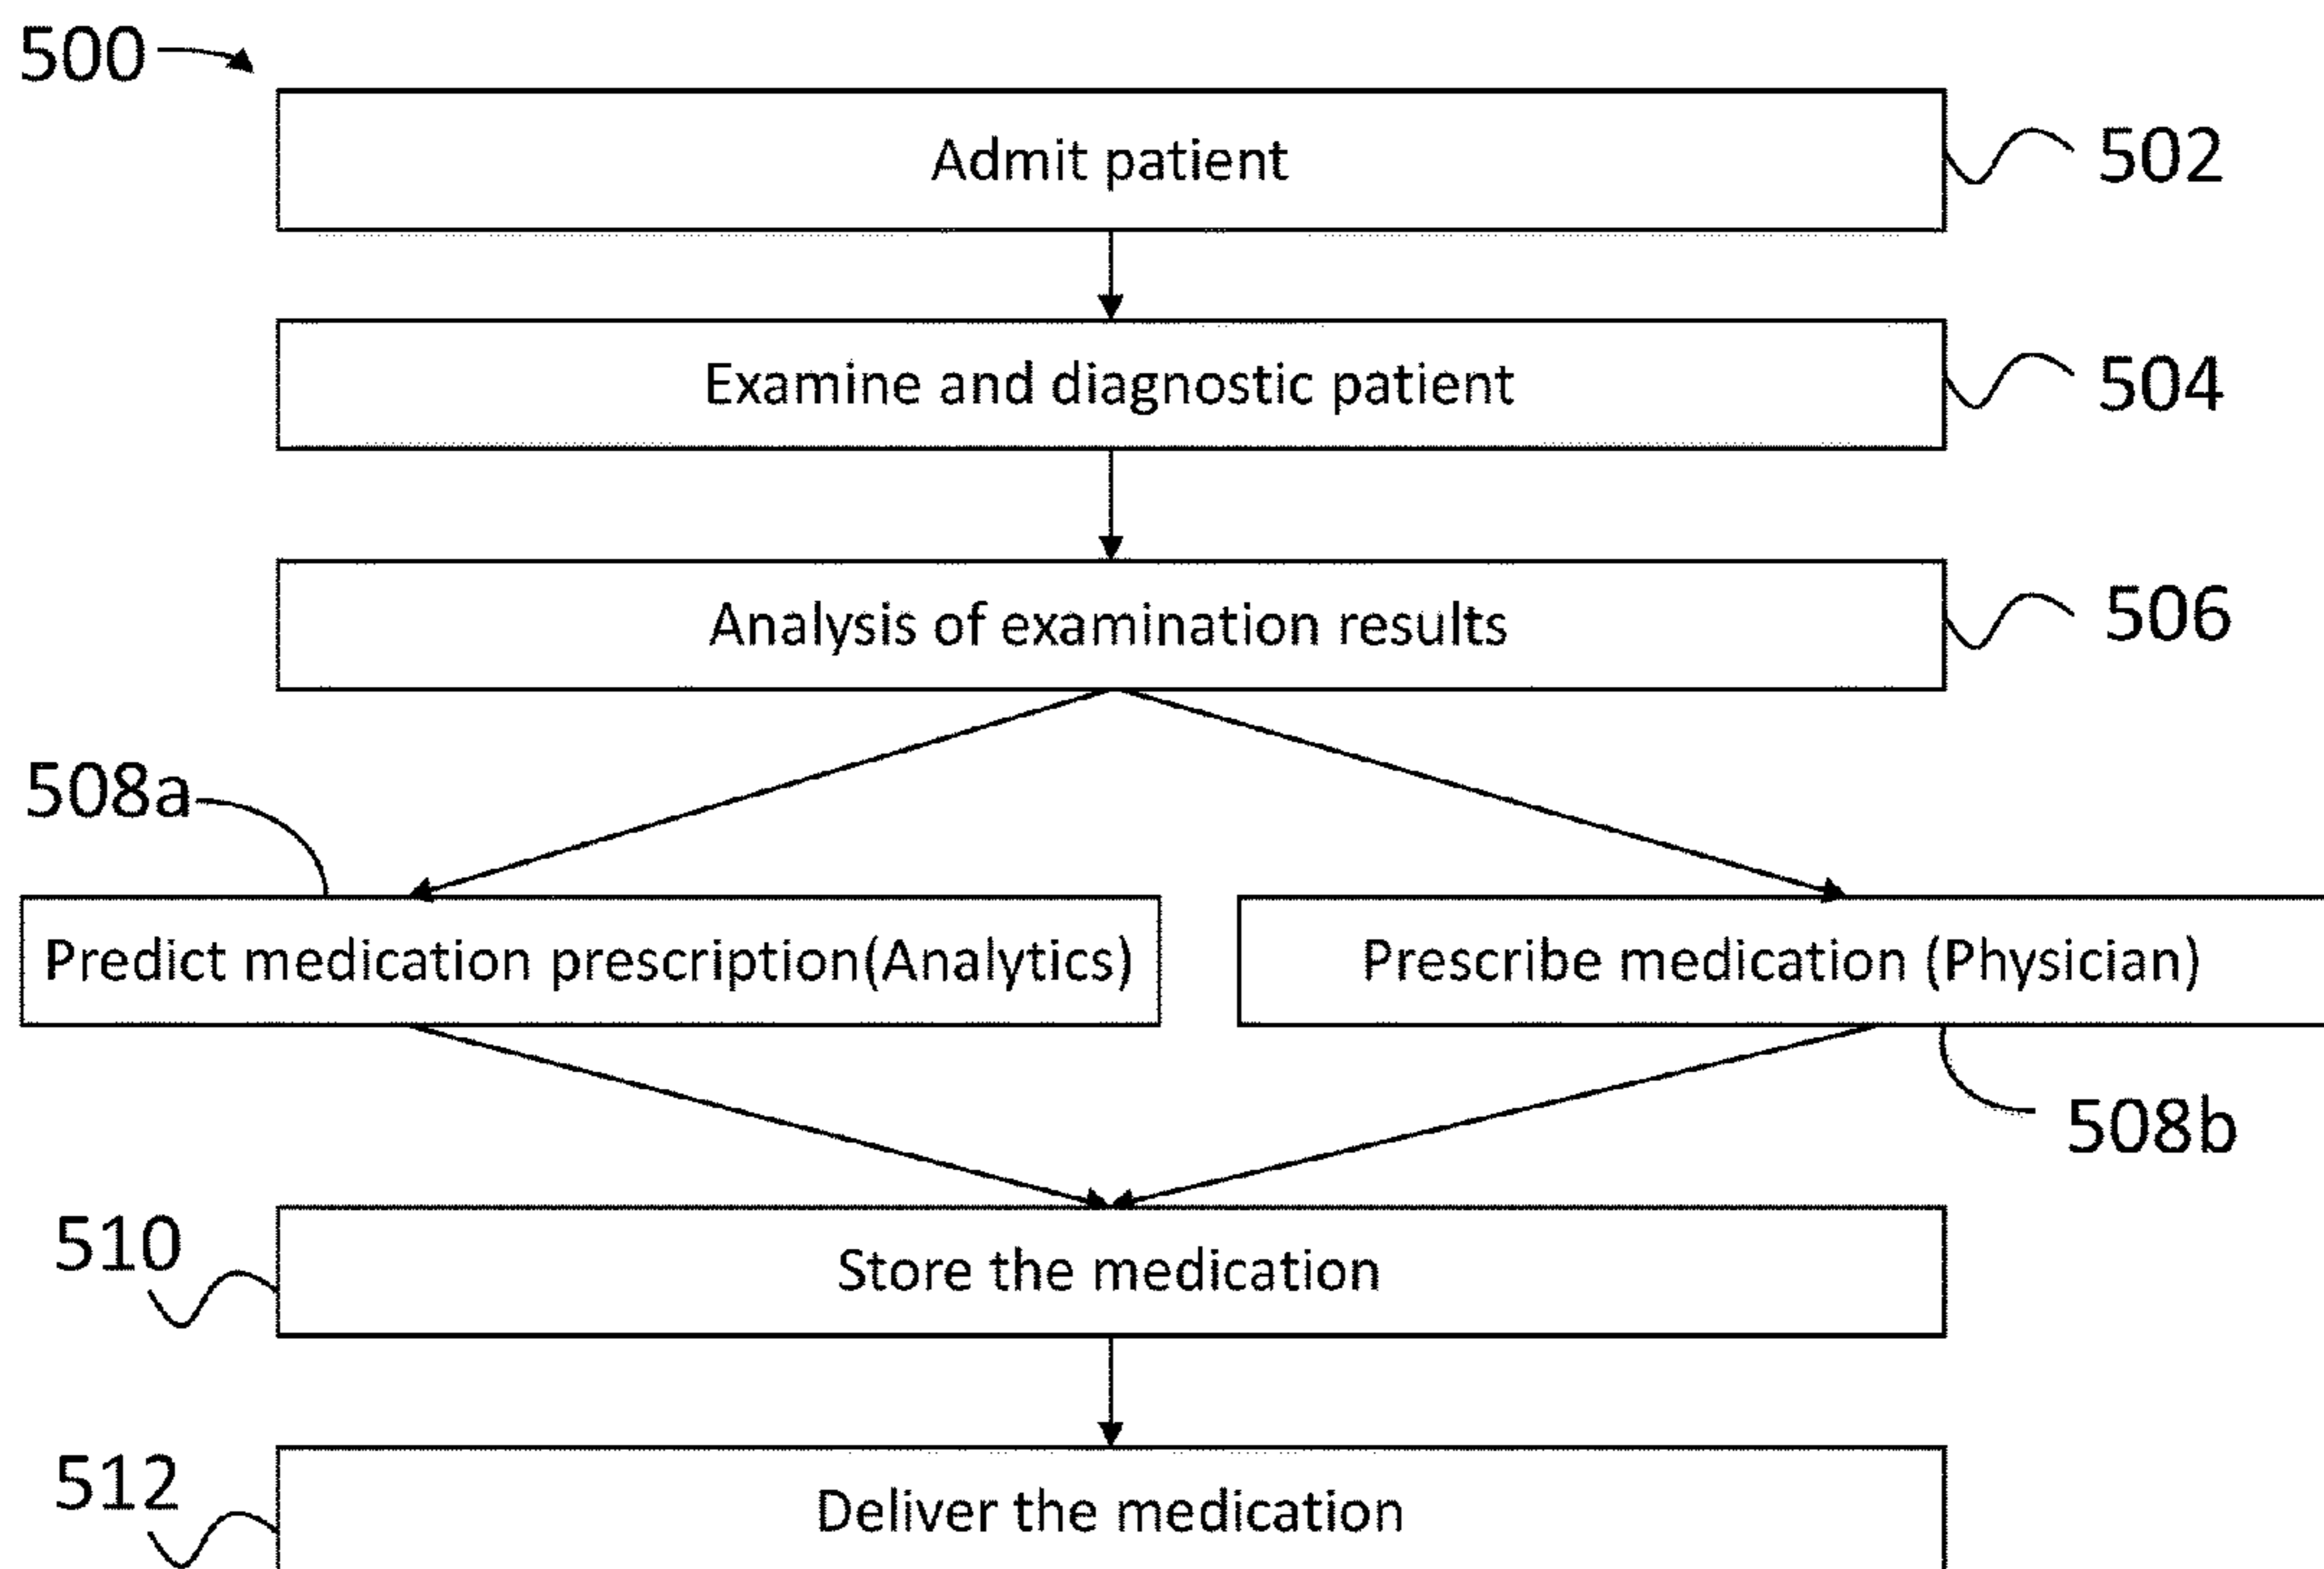 500
Admit patient
502
Examine and diagnostic patient
504
Analysis of examination results
506
508a
Predict medication prescription(Analytics)
Prescribe medication (Physician)
508b
510
Store the medication
512
Deliver the medication